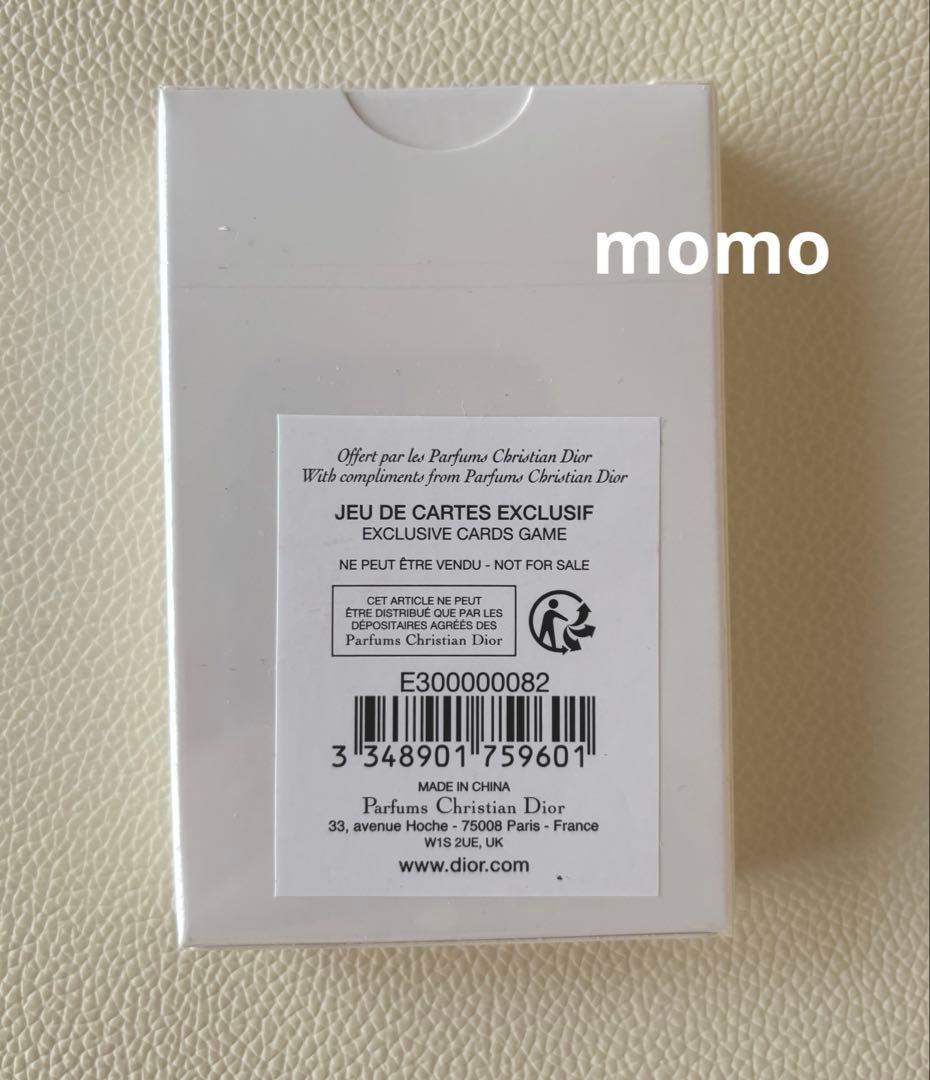 momo
Offert par les Parfums Christian Dior
With compliments from Parfums Christian Dior
JEU DE CARTES EXCLUSIF
EXCLUSIVE CARDS GAME
NE PEUT ÊTRE VENDU - NOT FOR SALE
CET ARTICLE NE PEUT
ÊTRE DISTRIBUÉ QUE PAR LES
DÉPOSITAIRES AGRÉÉS DES
Parfums Christian Dior
E300000082
3 348901 759601
MADE IN CHINA
Parfums Christian Dior
33, avenue Hoche - 75008 Paris - France
W1S 2UE, UK
www.dior.com